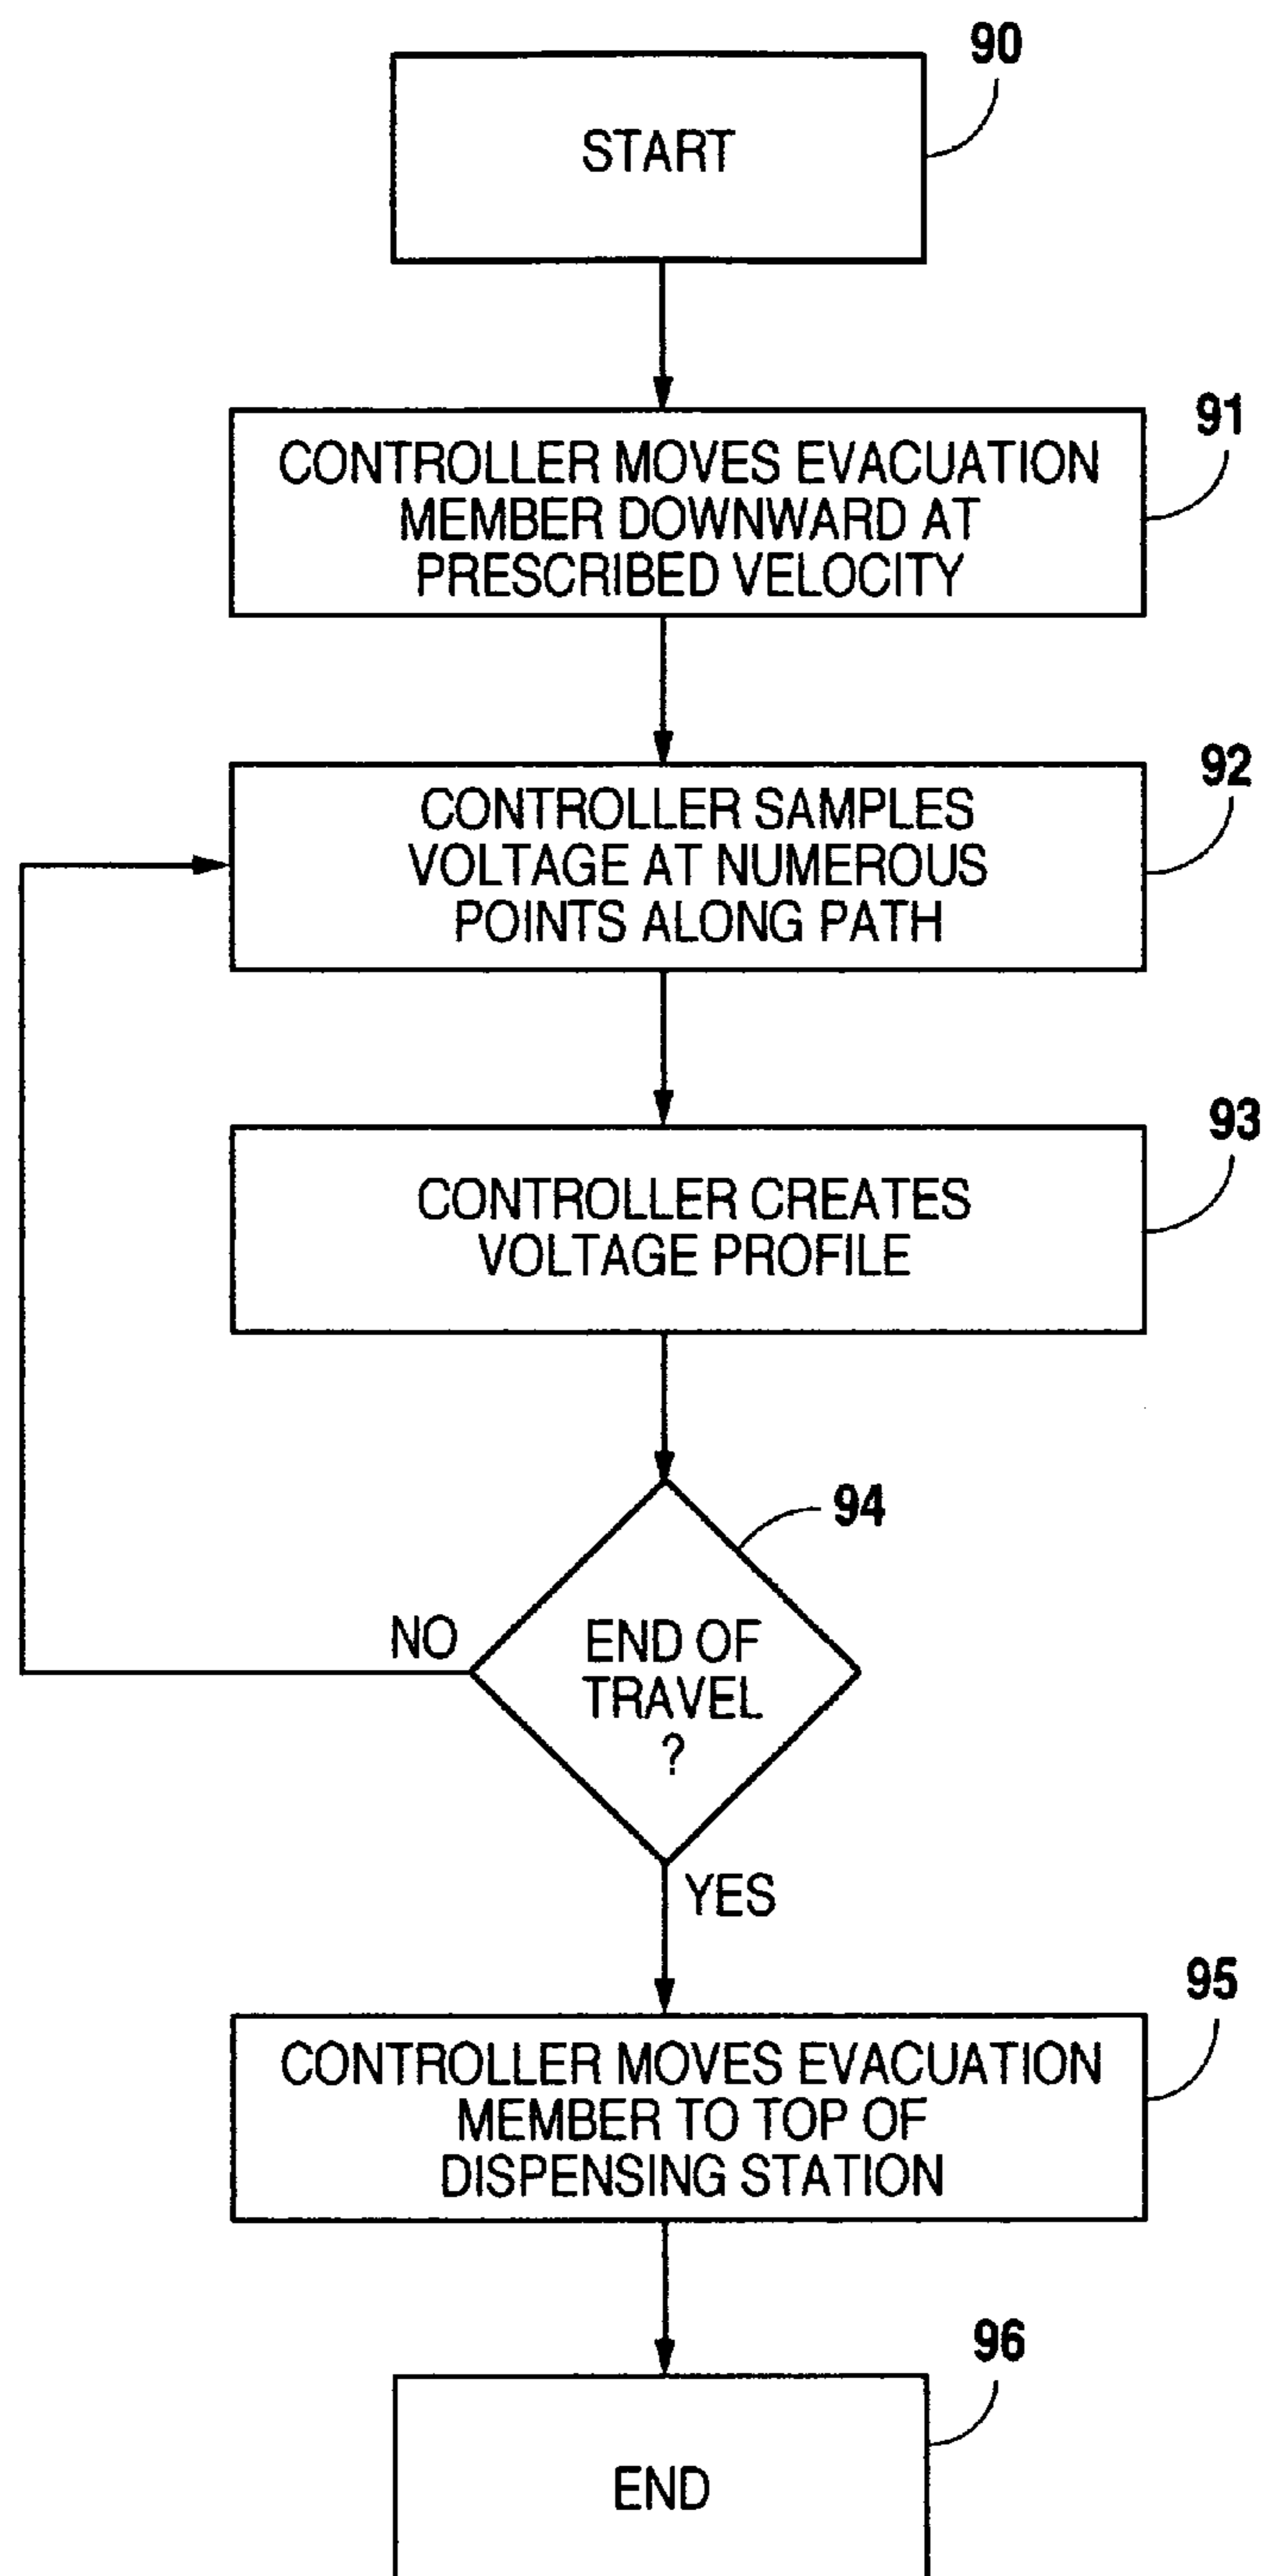 90
START
91
CONTROLLER MOVES EVACUATION
MEMBER DOWNWARD AT
PRESCRIBED VELOCITY
92
CONTROLLER SAMPLES
VOLTAGE AT NUMEROUS
POINTS ALONG PATH
93
CONTROLLER CREATES
VOLTAGE PROFILE
94
NO
END OF
TRAVEL
?
YES
95
CONTROLLER MOVES EVACUATION
MEMBER TO TOP OF
DISPENSING STATION
96
END